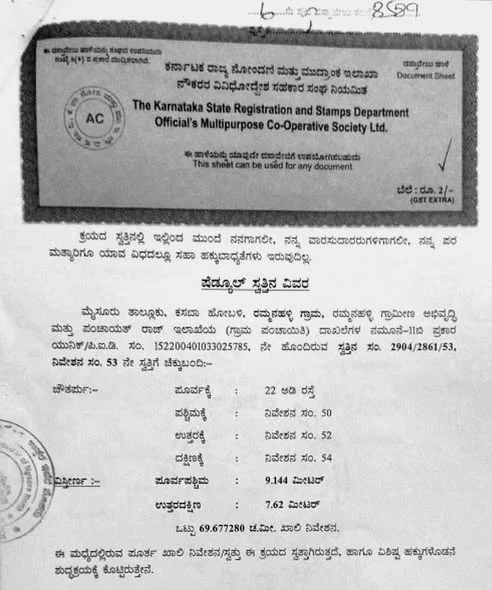 8589
ಈ ದಸ್ತಾವೇಜು ಹಾಳೆಯನ್ನು
ದಸ್ತಾವೇಜು ಹಾಳೆ
Document Sheet
ಕರ್ನಾಟಕ ರಾಜ್ಯ ನೋಂದಣಿ ಮತ್ತು ಮುದ್ರಾಂಕ ಇಲಾಖಾ
ನೌಕರರ ವಿವಿಧೋದ್ದೇಶ ಸಹಕಾರ ಸಂಘ ನಿಯಮಿತ
AC
The Karnataka State Registration and Stamps Department
Official's Multipurpose Co-Operative Society Ltd.
ಈ ಹಾಳೆಯನ್ನು ಯಾವುದೇ ದಸ್ತಾವೇಜಿಗೆ ಉಪಯೋಗಿಸಬಹುದು
This sheet can be used for any document
ಬೆಲೆ : ರೂ. 2/–
(GST EXTRA)
ಕ್ರಯದ ಸ್ವತ್ತಿನಲ್ಲಿ ಇಲ್ಲಿಂದ ಮುಂದೆ ನನಗಾಗಲೀ, ನನ್ನ ವಾರಸುದಾರರುಗಳಿಗಾಗಲೀ, ನನ್ನ ಪರ
ಮತ್ಯಾರಿಗೂ ಯಾವ ವಿಧದಲ್ಲೂ ಸಹಾ ಹಕ್ಕುಬಾಧ್ಯತೆಗಳು ಇರುವುದಿಲ್ಲ.
ಷೆಡ್ಯೂಲ್ ಸ್ವತ್ತಿನ ವಿವರ
ಮೈಸೂರು ತಾಲ್ಲೂಕು, ಕಸಬಾ ಹೋಬಳಿ, ರಮ್ಮನಹಳ್ಳಿ ಗ್ರಾಮ, ರಮ್ಮನಹಳ್ಳಿ ಗ್ರಾಮೀಣ ಅಭಿವೃದ್ಧಿ
ಮತ್ತು ಪಂಚಾಯತ್ ರಾಜ್ ಇಲಾಖೆಯ (ಗ್ರಾಮ ಪಂಚಾಯಿತಿ) ದಾಖಲೆಗಳ ನಮೂನೆ-11ಬಿ ಪ್ರಕಾರ
ಯುನಿಕ್/ಪಿ.ಐ.ಡಿ. ಸಂ. 152200401033025785, ನೇ ಹೊಂದಿರುವ ಸ್ವತ್ತಿನ ಸಂ. 2904/2861/53,
ನಿವೇಶನ ಸಂ. 53 ನೇ ಸ್ವತ್ತಿಗೆ ಚೆಕ್ಕುಬಂದಿ:–
ಚೌತರ್ಮು:– ಪೂರ್ವಕ್ಕೆ : 22 ಅಡಿ ರಸ್ತೆ
ಪಶ್ಚಿಮಕ್ಕೆ : ನಿವೇಶನ ಸಂ. 50
ಉತ್ತರಕ್ಕೆ : ನಿವೇಶನ ಸಂ. 52
ದಕ್ಷಿಣಕ್ಕೆ : ನಿವೇಶನ ಸಂ. 54
ವಿಸ್ತೀರ್ಣ :– ಪೂರ್ವಪಶ್ಚಿಮ : 9.144 ಮೀಟರ್
ಉತ್ತರದಕ್ಷಿಣ : 7.62 ಮೀಟರ್
ಒಟ್ಟು 69.677280 ಚ.ಮೀ. ಖಾಲಿ ನಿವೇಶನ.
ಈ ಮಧ್ಯೆದಲ್ಲಿರುವ ಪೂರ್ತ ಖಾಲಿ ನಿವೇಶನ/ಸ್ವತ್ತು ಈ ಕ್ರಯದ ಸ್ವತ್ತಾಗಿರುತ್ತದೆ, ಹಾಗೂ ವಿಶಿಷ್ಟ ಹಕ್ಕುಗಳೊಡನೆ
ಶುದ್ಧಕ್ರಯಕ್ಕೆ ಕೊಟ್ಟಿರುತ್ತೇನೆ.